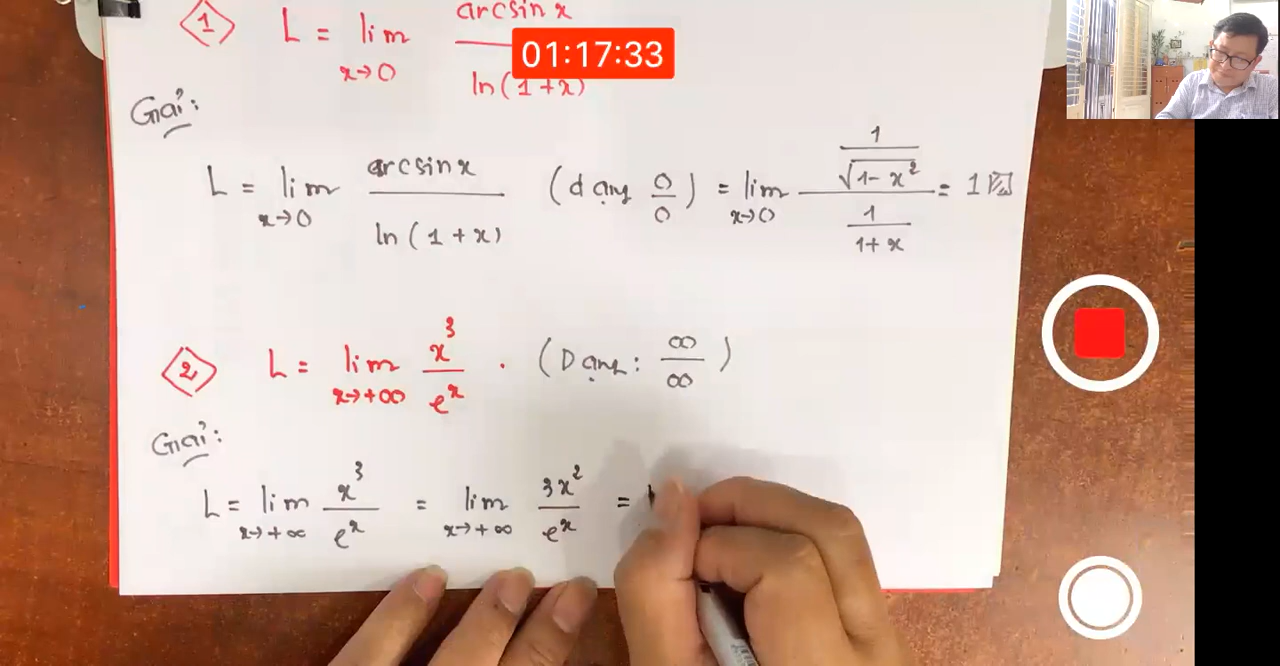 1 L = lim x→0 arcsin x / ln(1+x)
01:17:33
Giải:
L = lim x→0 arcsin x / ln(1+x) (dạng 0/0) = lim x→0 (1/√(1-x²)) / (1/(1+x)) = 1
2 L = lim x→+∞ x³/eˣ . (Dạng: ∞/∞)
Giải:
L = lim x→+∞ x³/eˣ = lim x→+∞ 3x²/eˣ =